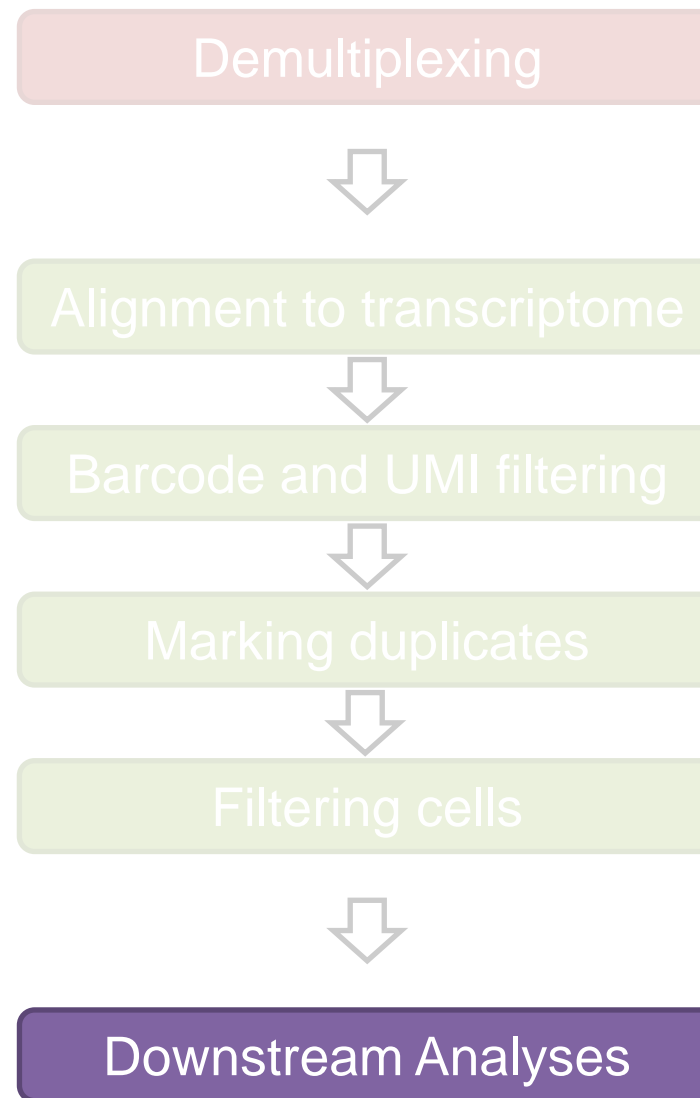 Demultiplexing
Alignment to transcriptome
Barcode and UMI filtering
Marking duplicates
Filtering cells
Downstream Analyses